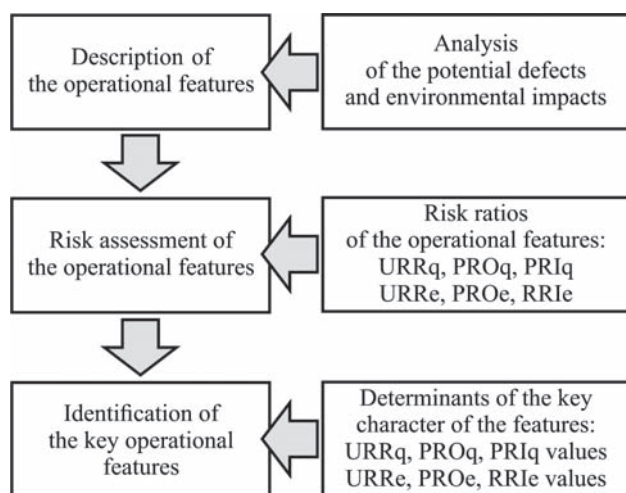 Description of
the operational features
Analysis
of the potential defects
and environmental impacts
Risk assessment of
the operational features
Risk ratios
of the operational features:
URRq, PROq, PRIq
URRe, PROe, RRIe
Identification of
the key operational
features
Determinants of the key
character of the features:
URRq, PROq, PRIq values
URRe, PROe, RRIe values